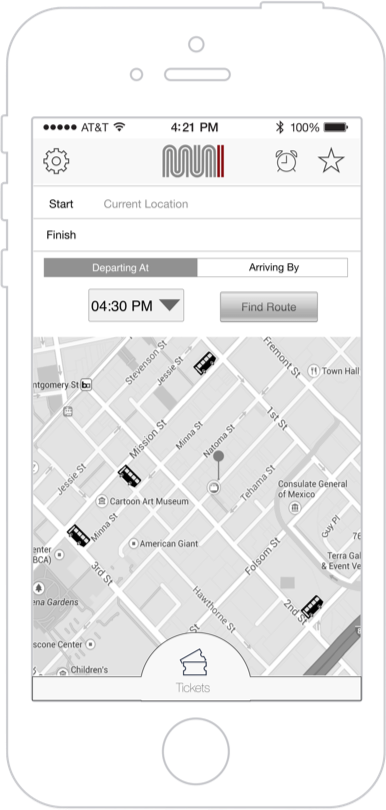 AT&T 4:21 PM 100%
MUNI
Start Current Location
Finish
Departing At Arriving By
04:30 PM Find Route
Stevenson St
Jessie St
Fremont St
Town Hall
ntgomery St
Mission St
Minna St
Natoma St
1st St
Jessie St
Tehama St
Consulate General
of Mexico
Cartoon Art Museum
Minna St
Guy Pl
76
American Giant
enter
BCA)
Folsom St
Terra Gal
& Event Ve
3rd St
ena Gardens
Hawthorne St
2nd St
St
scone Center
Children's
Tickets